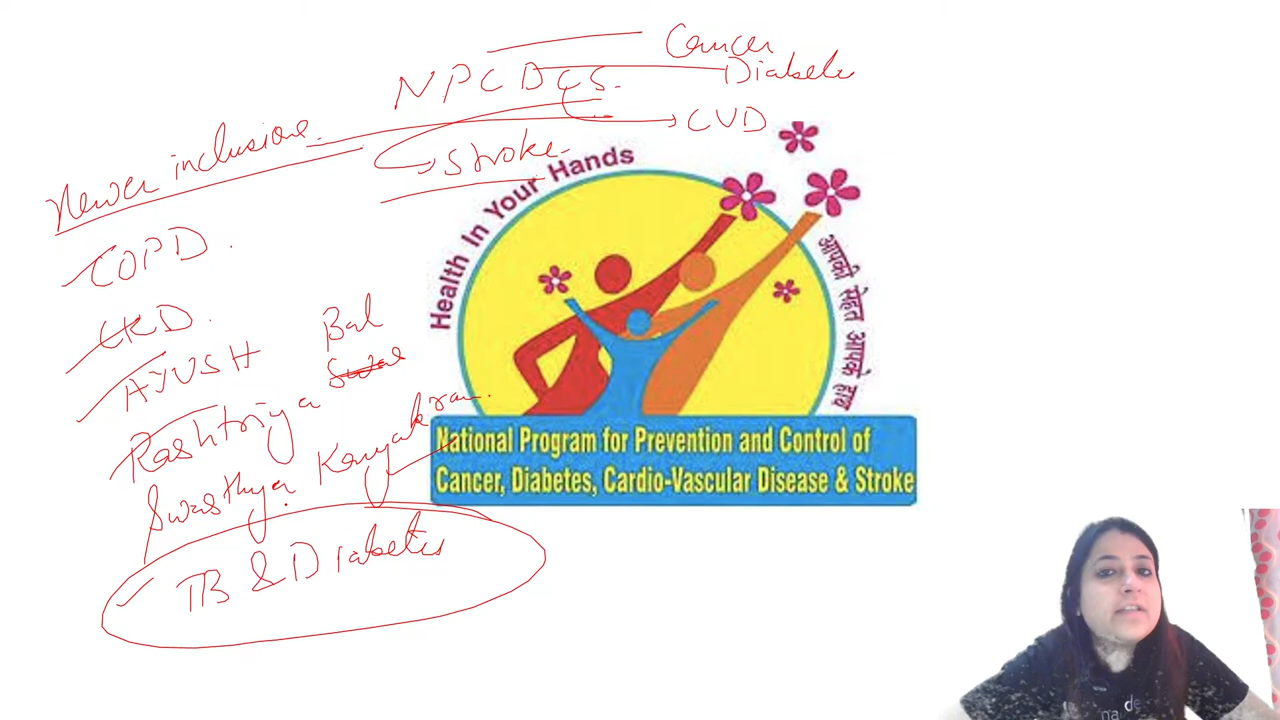 Cancer
NPCDCS.
Diabetes
CVD
Stroke
Newer inclusions
COPD.
CKD.
AYUSH
Bal
Rashtriya
Swasthya Karyakram.
TB & Diabetes
Health In Your Hands
आपकी सेहत आपके हाथ
National Program for Prevention and Control of
Cancer, Diabetes, Cardio-Vascular Disease & Stroke